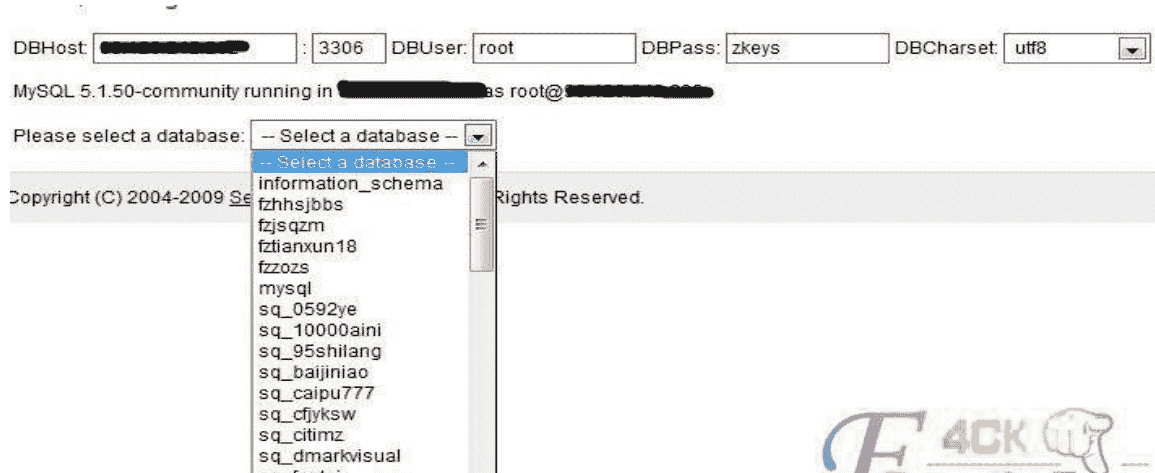 DBHost: : 3306 DBUser: root DBPass: zkeys DBCharset: utf8
MySQL 5.1.50-community running in as root@
Please select a database: -- Select a database --
-- Select a database --
information_schema
Copyright (C) 2004-2009 Se Rights Reserved.
fzhhsjbbs
fzjsqzm
fztianxun18
fzzozs
mysql
sq_0592ye
sq_10000aini
sq_95shilang
sq_baijiniao
sq_caipu777
sq_cfjyksw
sq_citimz
sq_dmarkvisual
F4CK